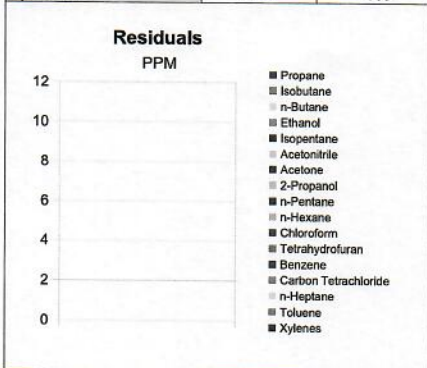 Residuals
PPM
12
10
8
6
4
2
0
Propane
Isobutane
n-Butane
Ethanol
Isopentane
Acetonitrile
Acetone
2-Propanol
n-Pentane
n-Hexane
Chloroform
Tetrahydrofuran
Benzene
Carbon Tetrachloride
n-Heptane
Toluene
Xylenes